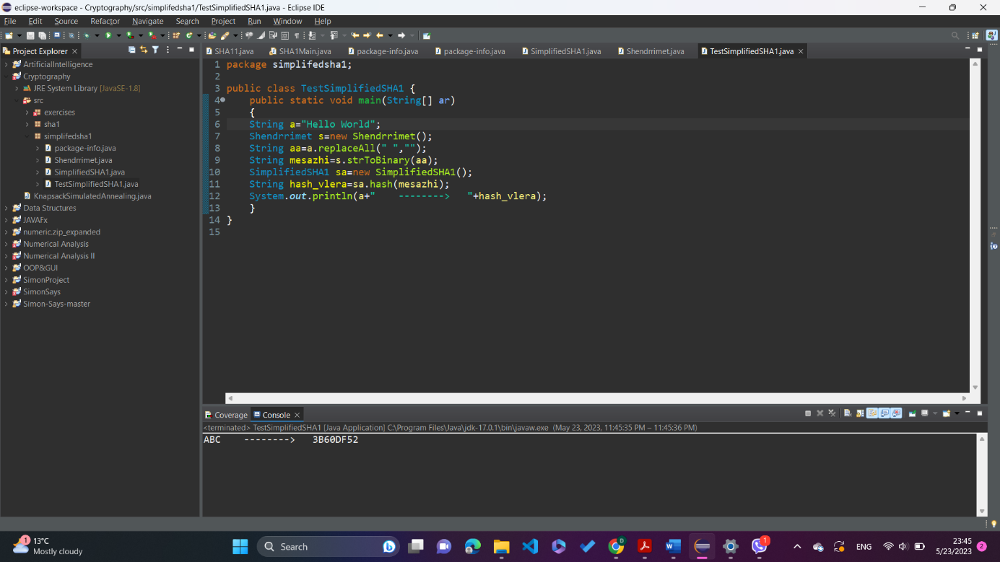 eclipse-workspace - Cryptography/src/simplifedsha1/TestSimplifiedSHA1.java - Eclipse IDE
File Edit Source Refactor Navigate Search Project Run Window Help
Project Explorer
ArtificialIntelligence
Cryptography
JRE System Library [JavaSE-1.8]
src
exercises
sha1
simplifedsha1
package-info.java
Shendrrimet.java
SimplifiedSHA1.java
TestSimplifiedSHA1.java
KnapsackSimulatedAnnealing.java
Data Structures
JAVAFx
numeric.zip_expanded
Numerical Analysis
Numerical Analysis II
OOP&GUI
SimonProject
SimonSays
Simon-Says-master
SHA11.java SHA1Main.java package-info.java package-info.java SimplifiedSHA1.java Shendrrimet.java TestSimplifiedSHA1.java
1 package simplifedsha1;
2
3 public class TestSimplifiedSHA1 {
4 public static void main(String[] ar)
5 {
6 String a="Hello World";
7 Shendrrimet s=new Shendrrimet();
8 String aa=a.replaceAll(" ","");
9 String mesazhi=s.strToBinary(aa);
10 SimplifiedSHA1 sa=new SimplifiedSHA1();
11 String hash_vlera=sa.hash(mesazhi);
12 System.out.println(a+"    -------->   "+hash_vlera);
13 }
14 }
15
Coverage Console
<terminated> TestSimplifiedSHA1 [Java Application] C:\Program Files\Java\jdk-17.0.1\bin\javaw.exe (May 23, 2023, 11:45:35 PM – 11:45:36 PM)
ABC    -------->   3B60DF52
1
13°C
Mostly cloudy
Search
D
1
ENG
23:45
5/23/2023
2